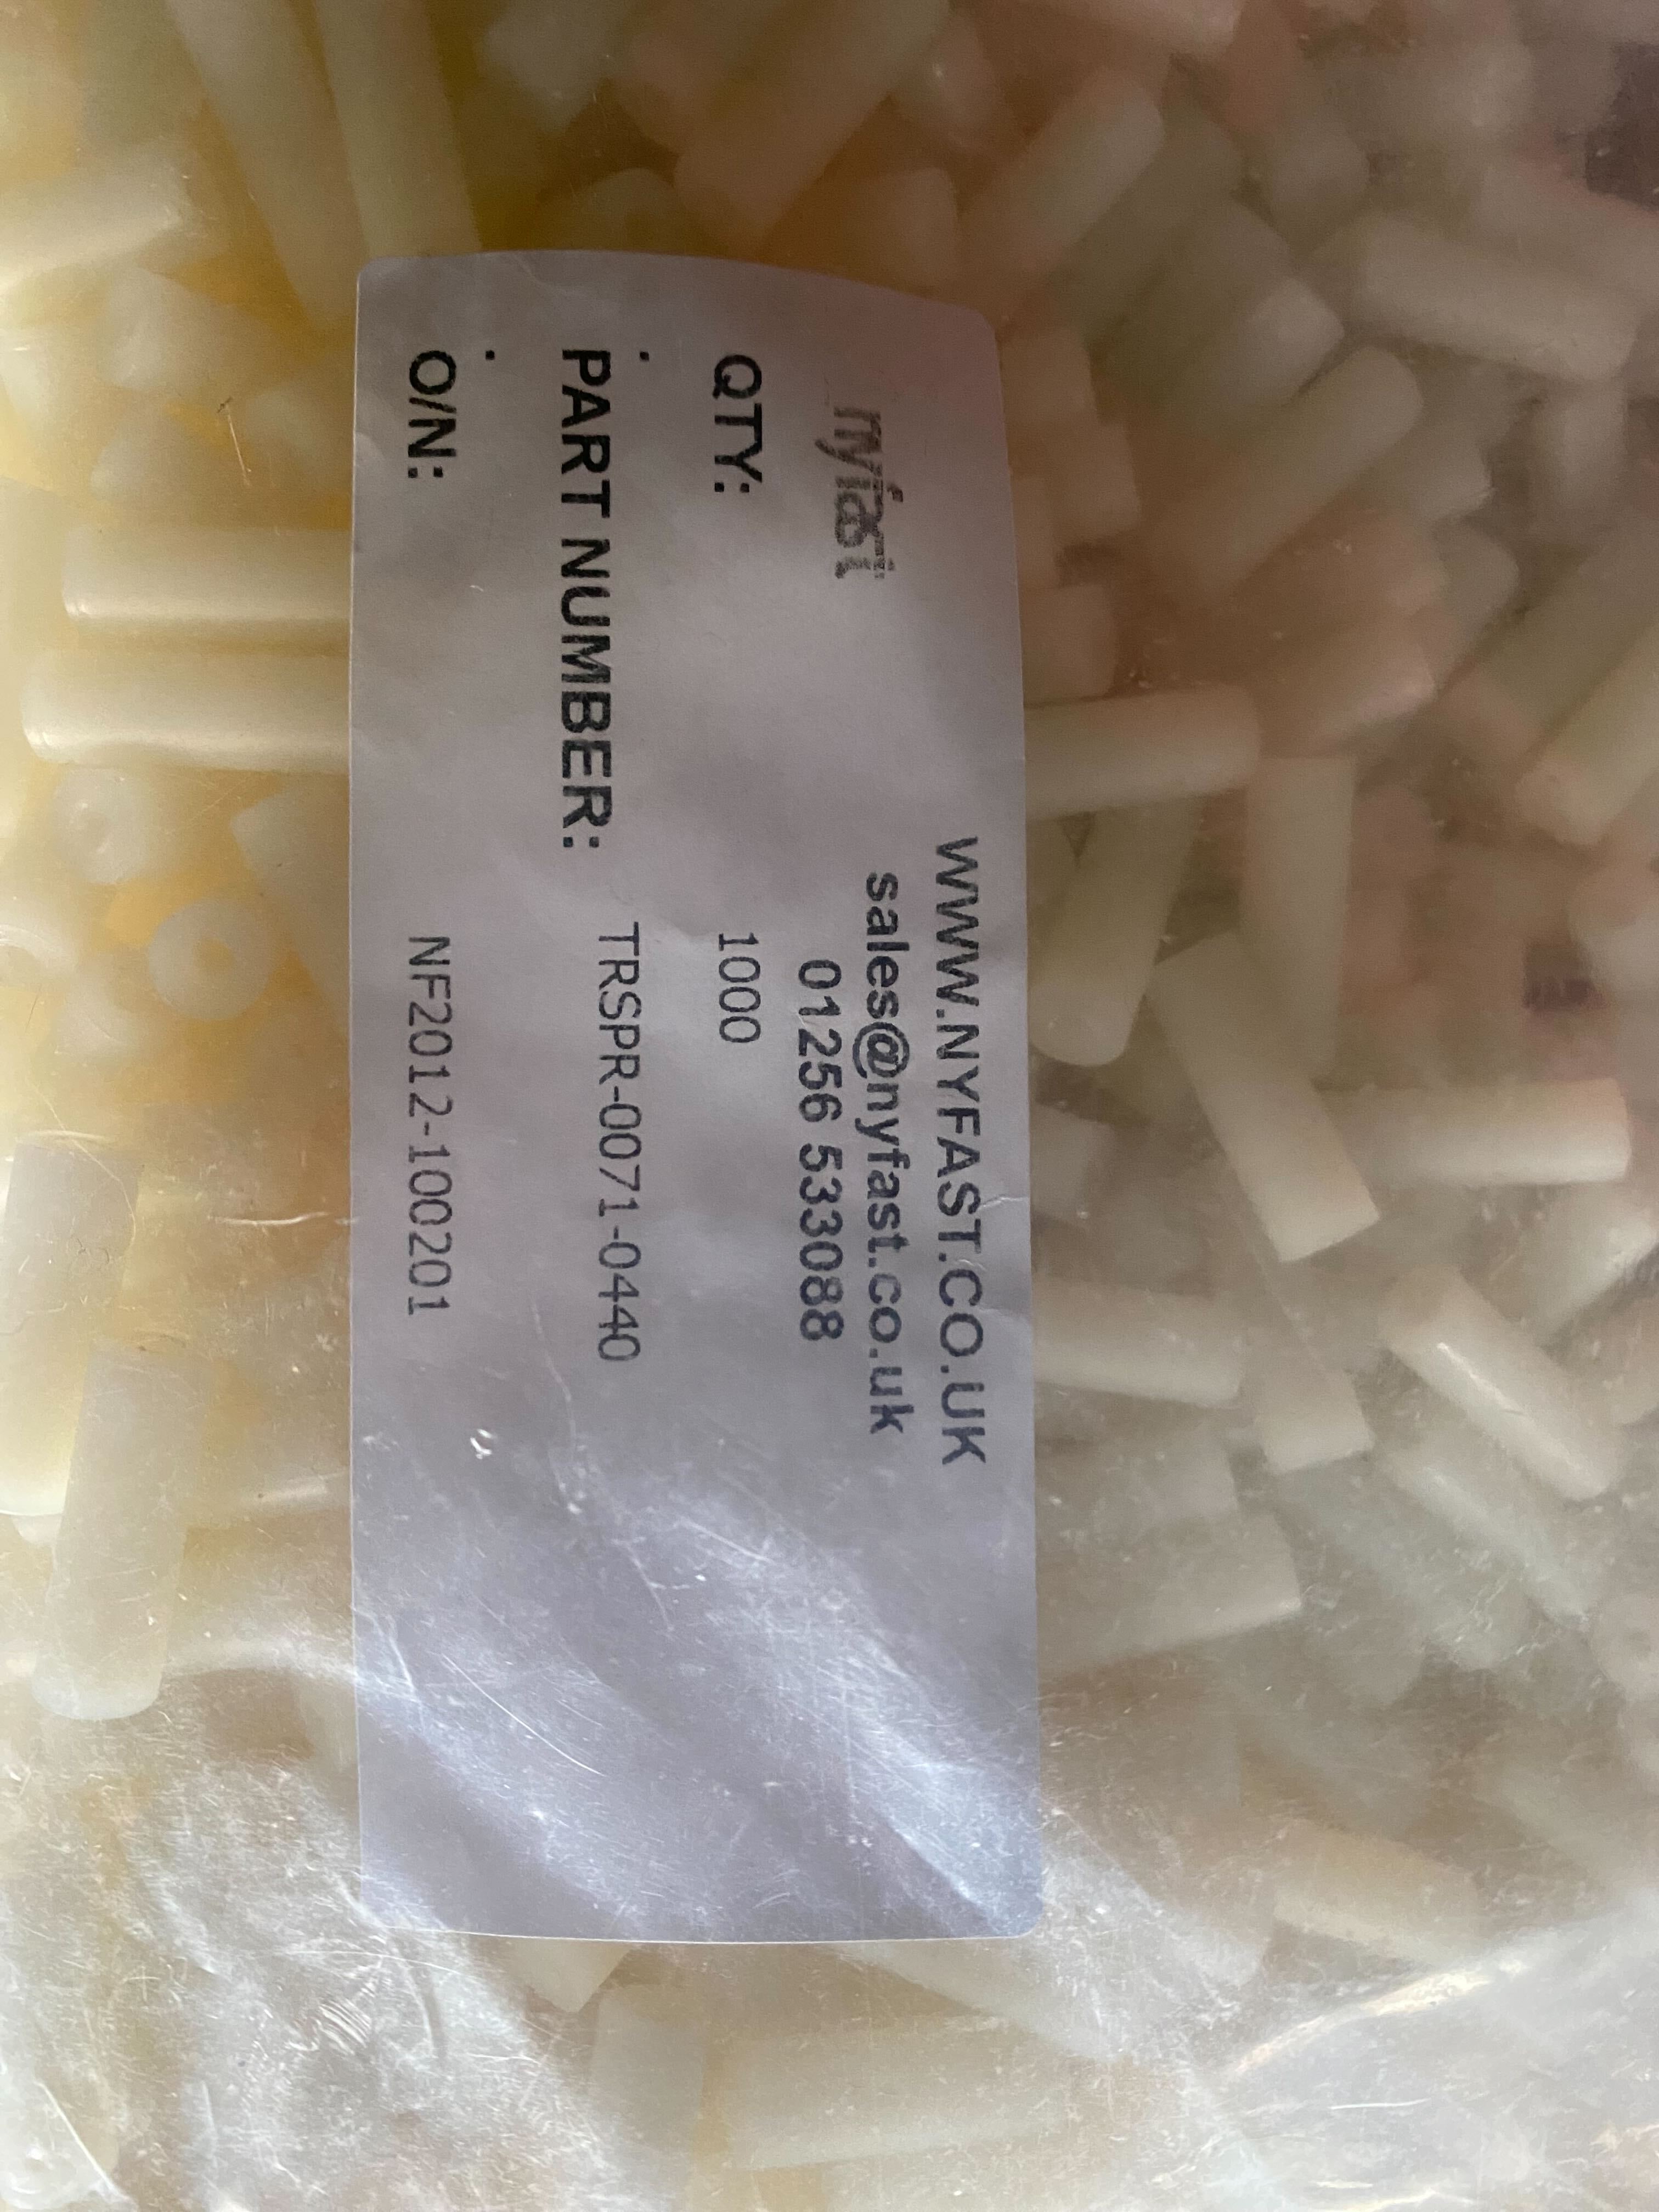 WWW.NYFAST.CO.UK
sales@nyfast.co.uk
nyfast
01256 533088
QTY: 1000
.
PART NUMBER: TRSPR-0071-0440
.
O/N: NF2012-100201